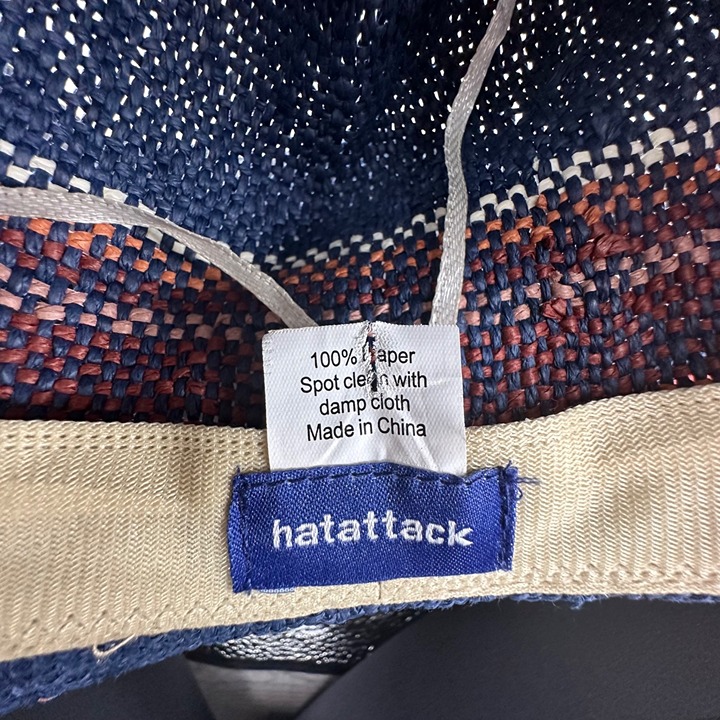 100% Paper
Spot clean with
damp cloth
Made in China
hatattack